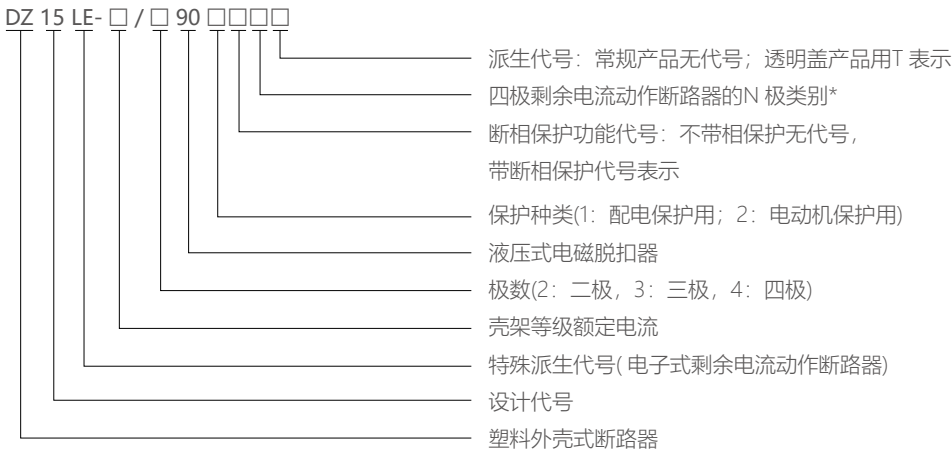 DZ 15 LE- □ / □ 90 □□□□
派生代号：常规产品无代号；透明盖产品用T 表示
四极剩余电流动作断路器的N 极类别*
断相保护功能代号：不带相保护无代号，
带断相保护代号表示
保护种类(1：配电保护用；2：电动机保护用)
液压式电磁脱扣器
极数(2：二极，3：三极，4：四极)
壳架等级额定电流
特殊派生代号( 电子式剩余电流动作断路器)
设计代号
塑料外壳式断路器